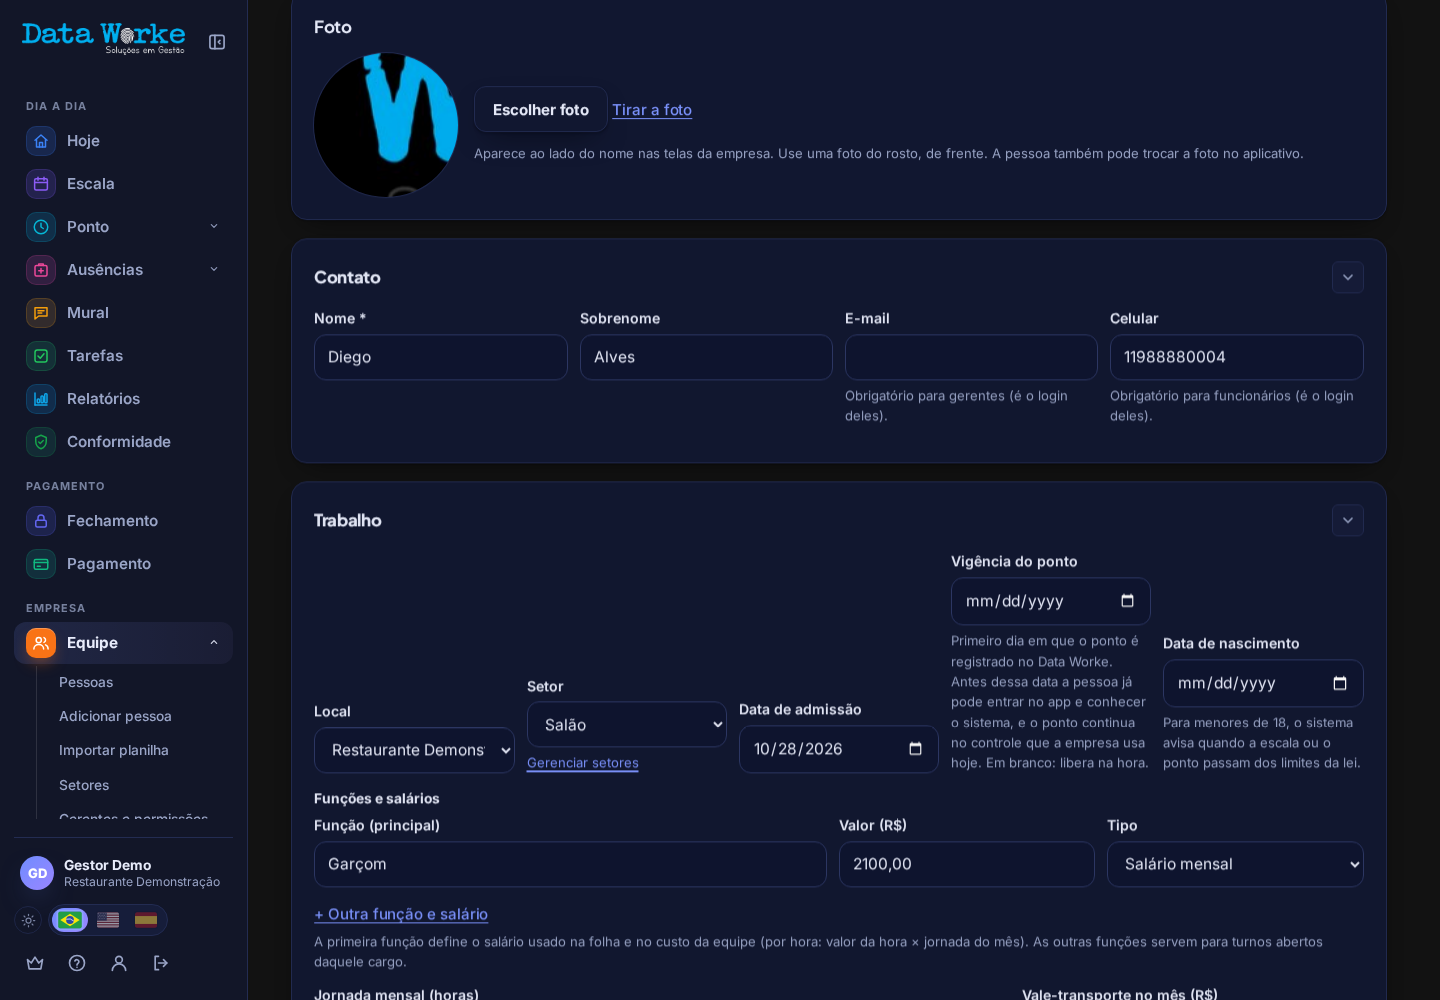 Data Worke
Soluções em Gestão
DIA A DIA
Hoje
Escala
Ponto
Ausências
Mural
Tarefas
Relatórios
Conformidade
PAGAMENTO
Fechamento
Pagamento
EMPRESA
Equipe
Pessoas
Adicionar pessoa
Importar planilha
Setores
Gerentes e permissões
GD
Gestor Demo
Restaurante Demonstração
Foto
Escolher foto
Tirar a foto
Aparece ao lado do nome nas telas da empresa. Use uma foto do rosto, de frente. A pessoa também pode trocar a foto no aplicativo.
Contato
Nome *
Sobrenome
E-mail
Celular
Diego
Alves
11988880004
Obrigatório para gerentes (é o login
deles).
Obrigatório para funcionários (é o login
deles).
Trabalho
Local
Restaurante Demons
Setor
Salão
Gerenciar setores
Data de admissão
10/28/2026
Vigência do ponto
mm/dd/yyyy
Primeiro dia em que o ponto é
registrado no Data Worke.
Antes dessa data a pessoa já
pode entrar no app e conhecer
o sistema, e o ponto continua
no controle que a empresa usa
hoje. Em branco: libera na hora.
Data de nascimento
mm/dd/yyyy
Para menores de 18, o sistema
avisa quando a escala ou o
ponto passam dos limites da lei.
Funções e salários
Função (principal)
Valor (R$)
Tipo
Garçom
2100,00
Salário mensal
+ Outra função e salário
A primeira função define o salário usado na folha e no custo da equipe (por hora: valor da hora × jornada do mês). As outras funções servem para turnos abertos
daquele cargo.
Jornada mensal (horas)
Vale-transporte no mês (R$)